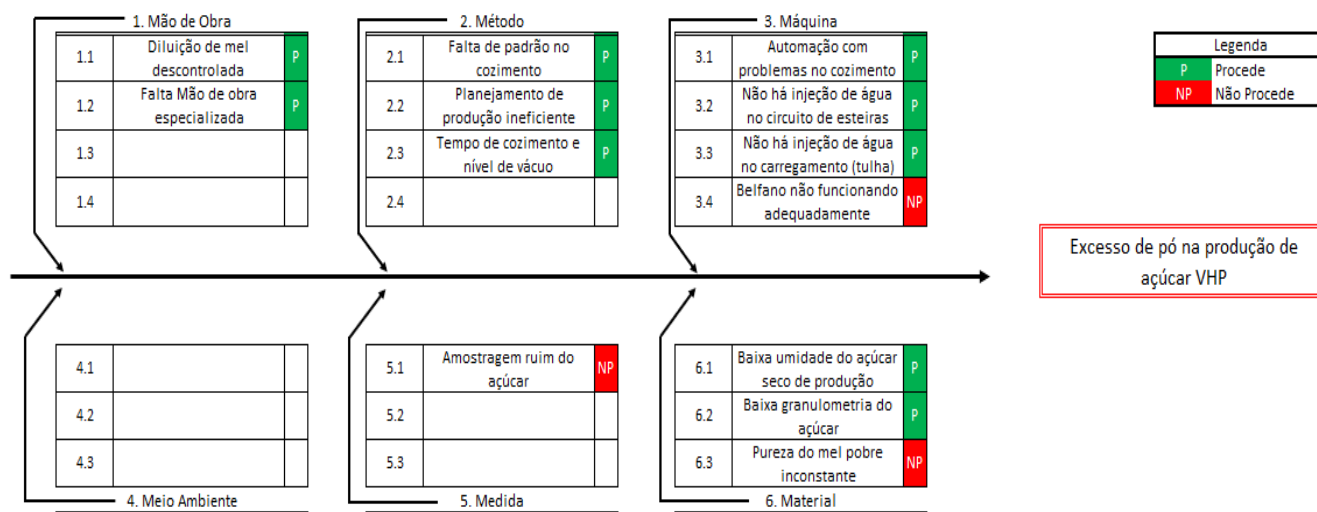 1. Mão de Obra
1.1
Diluição de mel
descontrolada
P
1.2
Falta Mão de obra
especializada
P
1.3
1.4
2. Método
2.1
Falta de padrão no
cozimento
P
2.2
Planejamento de
produção ineficiente
P
2.3
Tempo de cozimento e
nível de vácuo
P
2.4
3. Máquina
3.1
Automação com
problemas no cozimento
P
3.2
Não há injeção de água
no circuito de esteiras
P
3.3
Não há injeção de água
no carregamento (tulha)
P
3.4
Belfano não funcionando
adequadamente
NP
Legenda
P Procede
NP Não Procede
Excesso de pó na produção de
açúcar VHP
4.1
4.2
4.3
4. Meio Ambiente
5.1
Amostragem ruim do
açúcar
NP
5.2
5.3
5. Medida
6.1
Baixa umidade do açúcar
seco de produção
P
6.2
Baixa granulometria do
açúcar
P
6.3
Pureza do mel pobre
inconstante
NP
6. Material